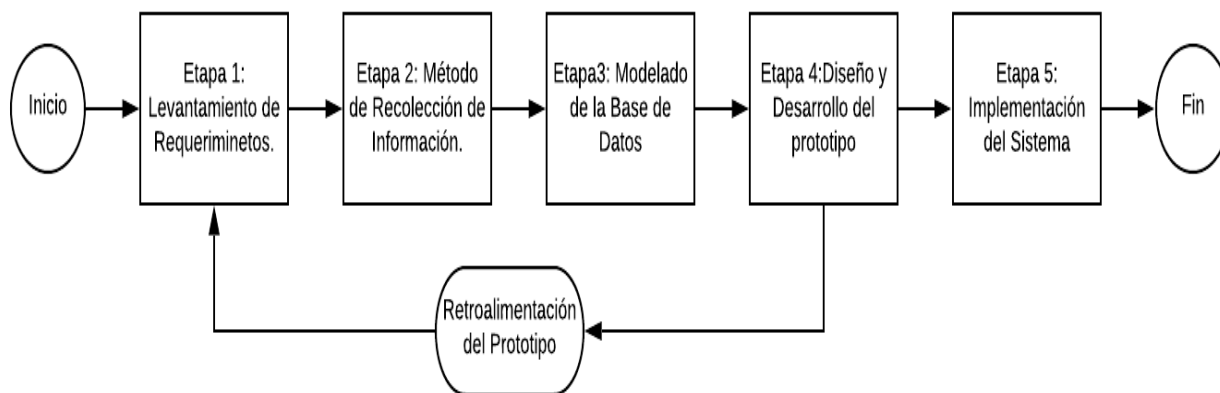 Inicio
Etapa 1:
Levantamiento de
Requeriminetos.
Etapa 2: Método
de Recolección de
Información.
Etapa3: Modelado
de la Base de
Datos
Etapa 4:Diseño y
Desarrollo del
prototipo
Etapa 5:
Implementación
del Sistema
Fin
Retroalimentación
del Prototipo